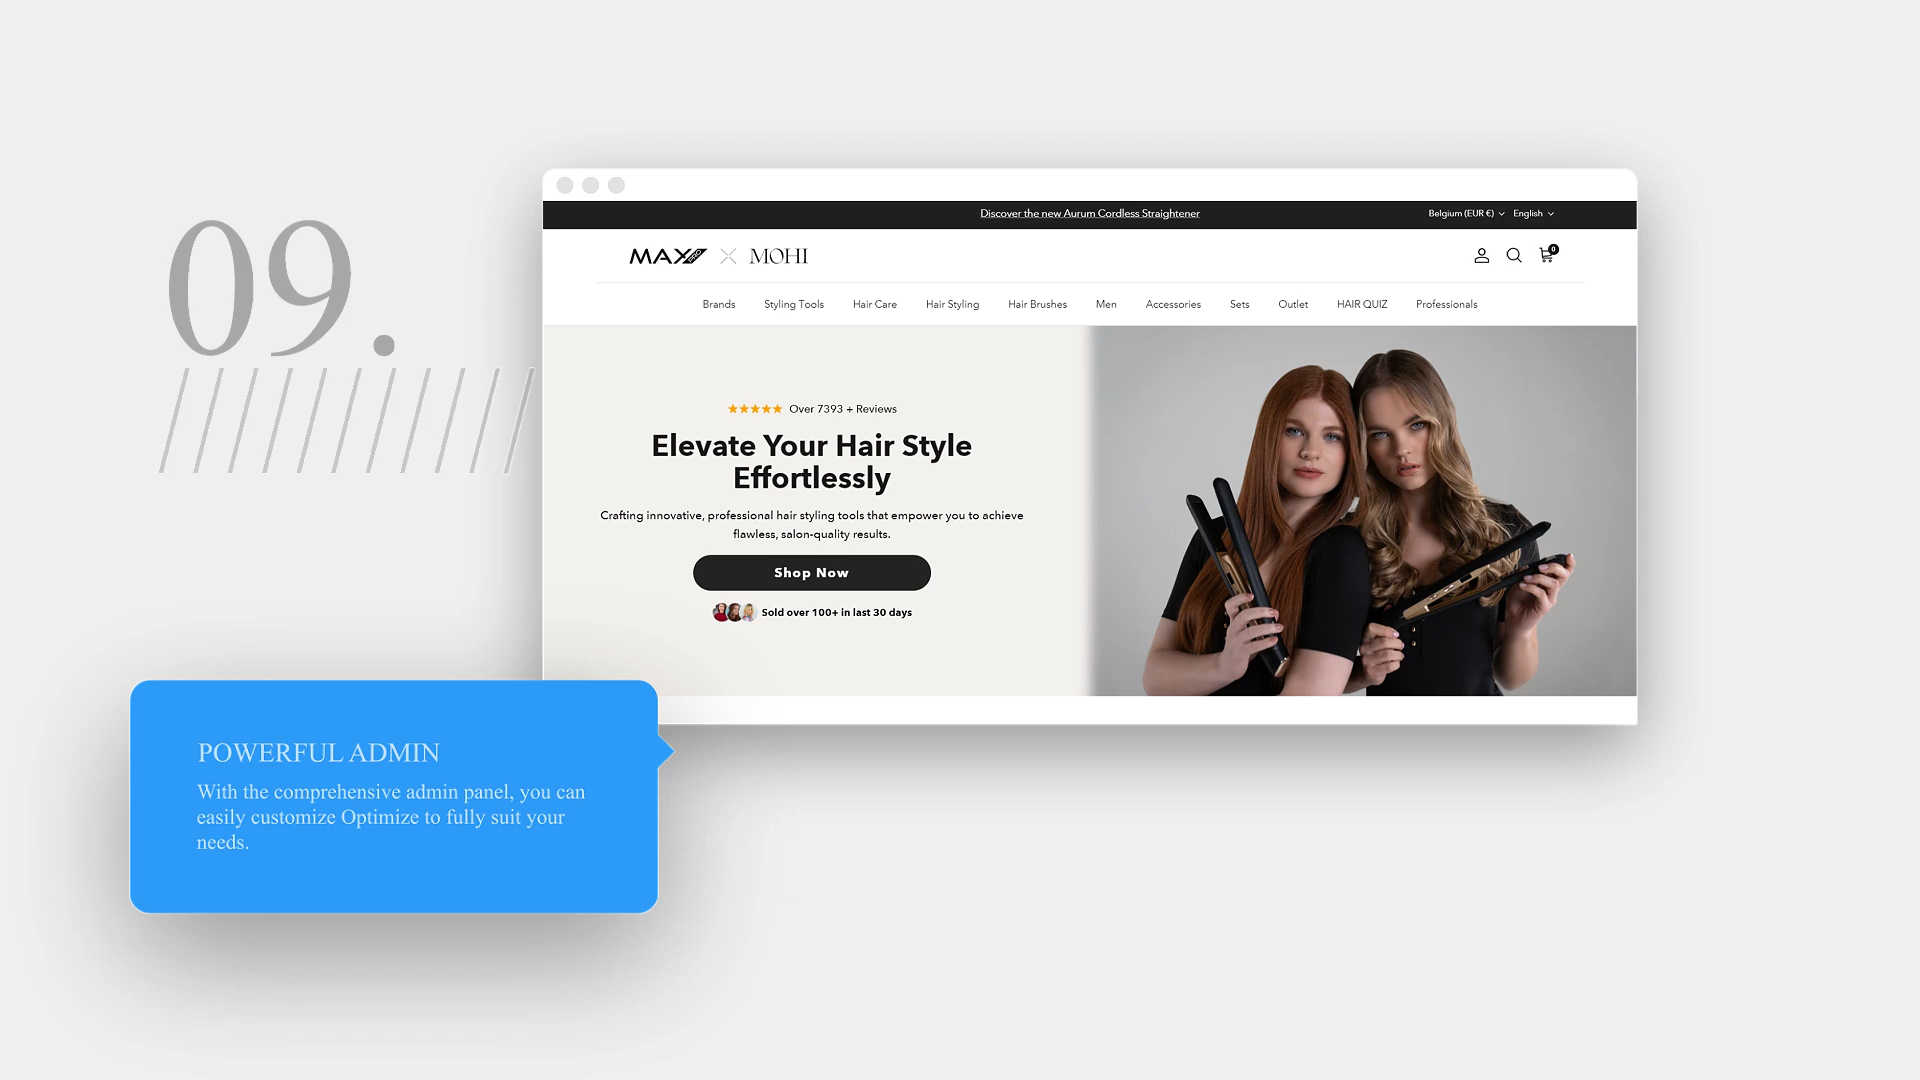 09.
Discover the new Aurum Cordless Straightener
Belgium (EUR €) English
MAX PRO MOHI
0
Brands Styling Tools Hair Care Hair Styling Hair Brushes Men Accessories Sets Outlet HAIR QUIZ Professionals
Over 7393 + Reviews
Elevate Your Hair Style
Effortlessly
Crafting innovative, professional hair styling tools that empower you to achieve
flawless, salon-quality results.
Shop Now
Sold over 100+ in last 30 days
POWERFUL ADMIN
With the comprehensive admin panel, you can
easily customize Optimize to fully suit your
needs.